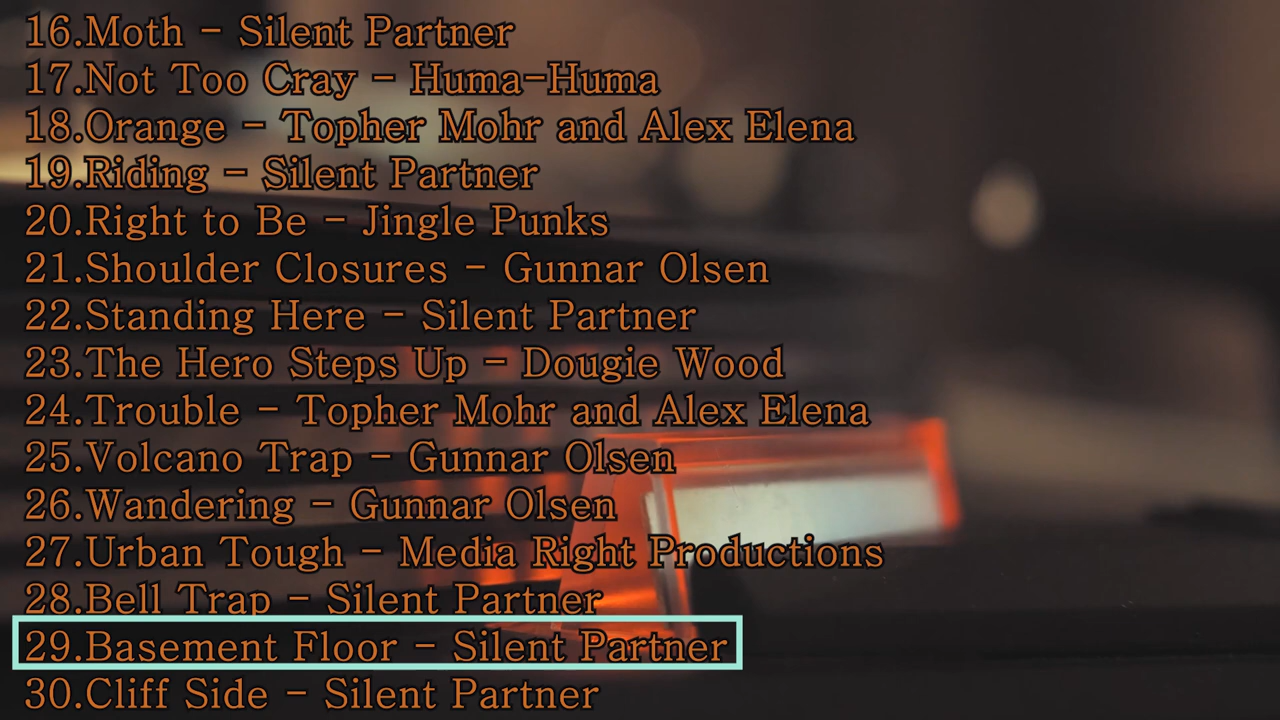 16.Moth - Silent Partner
17.Not Too Cray - Huma-Huma
18.Orange - Topher Mohr and Alex Elena
19.Riding - Silent Partner
20.Right to Be - Jingle Punks
21.Shoulder Closures - Gunnar Olsen
22.Standing Here - Silent Partner
23.The Hero Steps Up - Dougie Wood
24.Trouble - Topher Mohr and Alex Elena
25.Volcano Trap - Gunnar Olsen
26.Wandering - Gunnar Olsen
27.Urban Tough - Media Right Productions
28.Bell Trap - Silent Partner
29.Basement Floor - Silent Partner
30.Cliff Side - Silent Partner